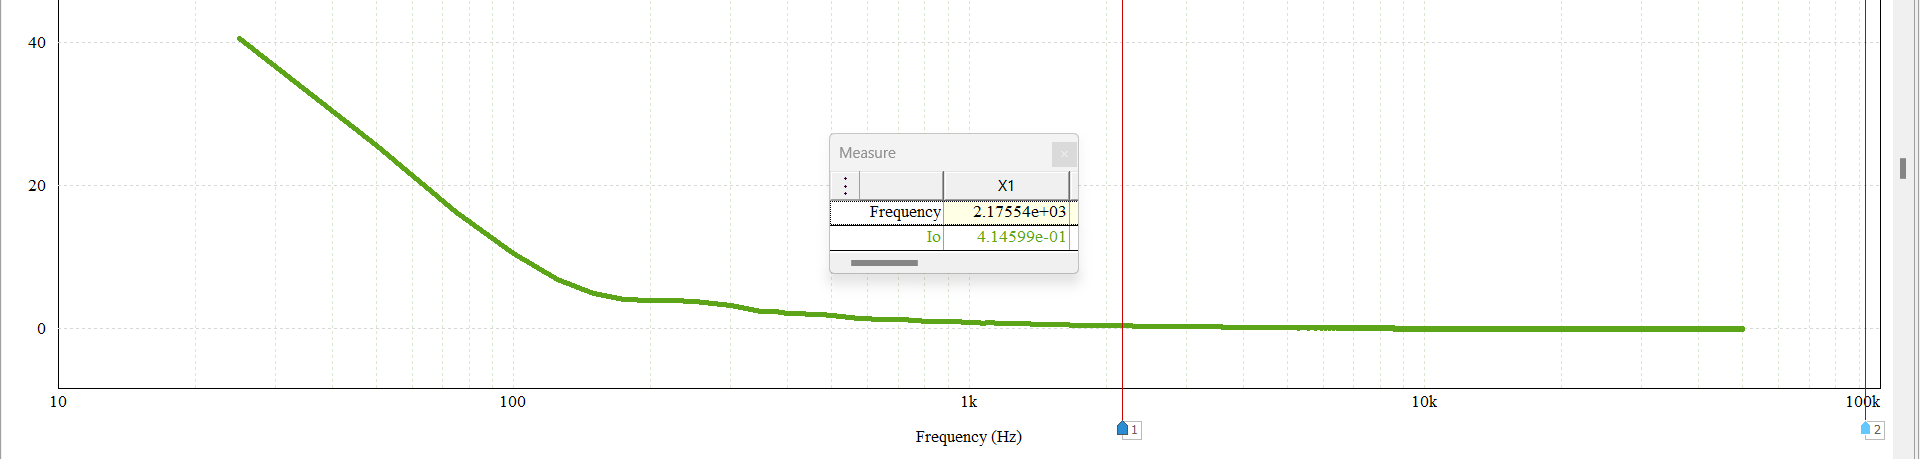 40
20
0
Measure
×
X1
Frequency 2.17554e+03
Io 4.14599e-01
10 100 1k 10k 100k
1 2
Frequency (Hz)